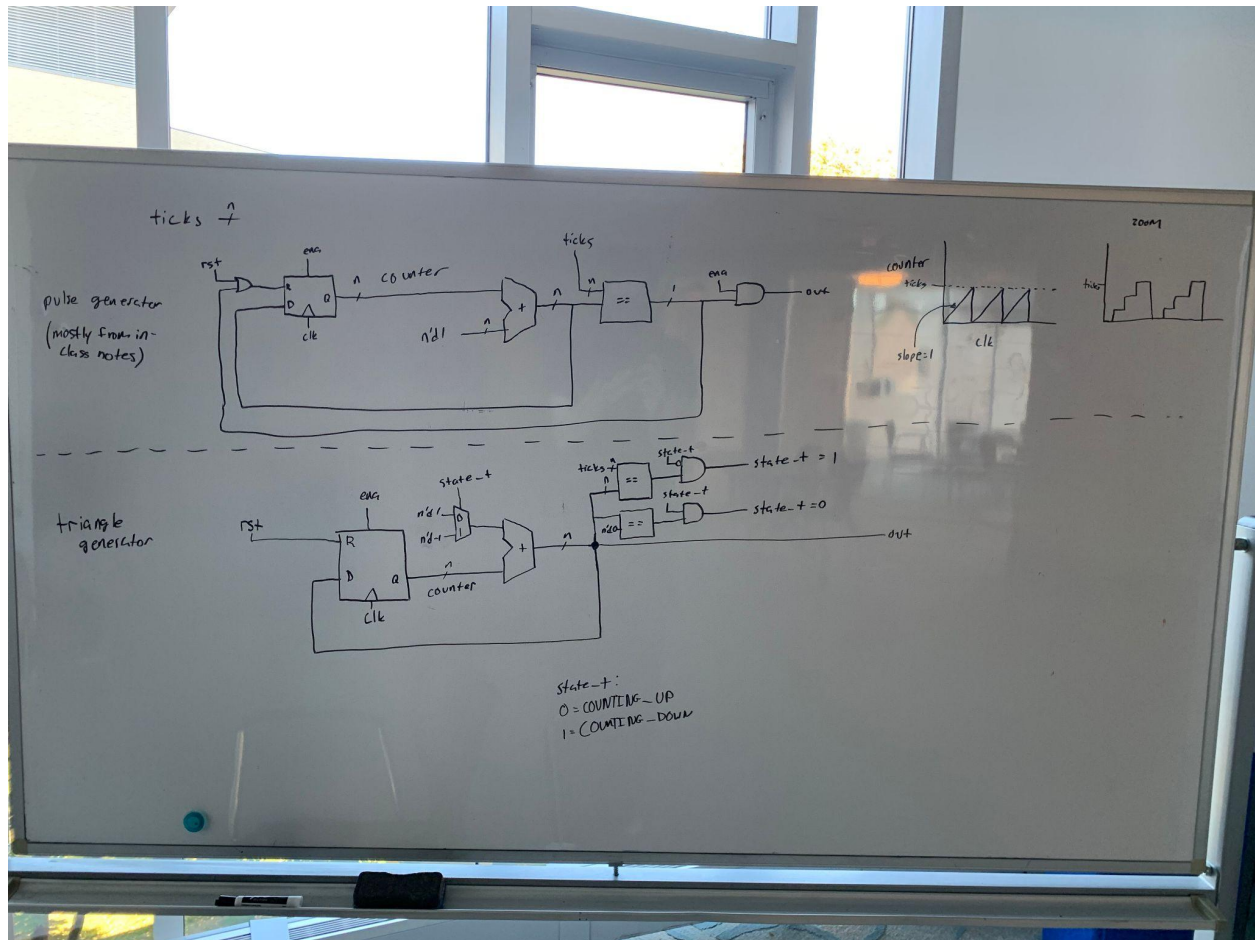 ticks n
rst
ena
R
D
Q
clk
n
counter
n'd1
n
+
n
ticks
n
==
1
ena
out
pulse generator
(mostly from in-
class notes)
counter
ticks
slope=1
clk
ZOOM
ticks
triangle
generator
rst
ena
R
D
Q
clk
state_t
n'd1
n'd-1
0
1
n
counter
+
n
ticks
n
n
==
state_t
state_t = 1
n'd0
==
state_t
state_t = 0
out
state_t:
0 = COUNTING_UP
1 = COUNTING_DOWN